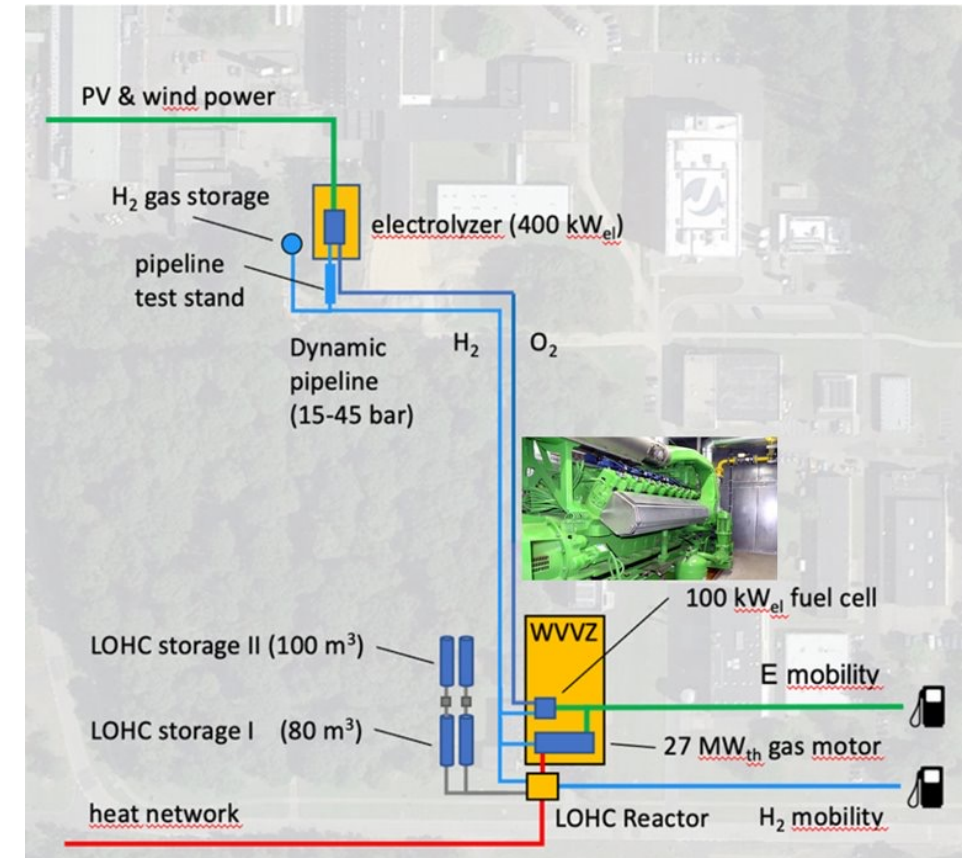 PV & wind power
H₂ gas storage
electrolyzer (400 kWₑₗ)
pipeline
test stand
Dynamic
pipeline
(15-45 bar)
H₂
O₂
100 kWₑₗ fuel cell
WVVZ
LOHC storage II (100 m³)
E mobility
LOHC storage I (80 m³)
27 MWₜₕ gas motor
heat network
LOHC Reactor
H₂ mobility